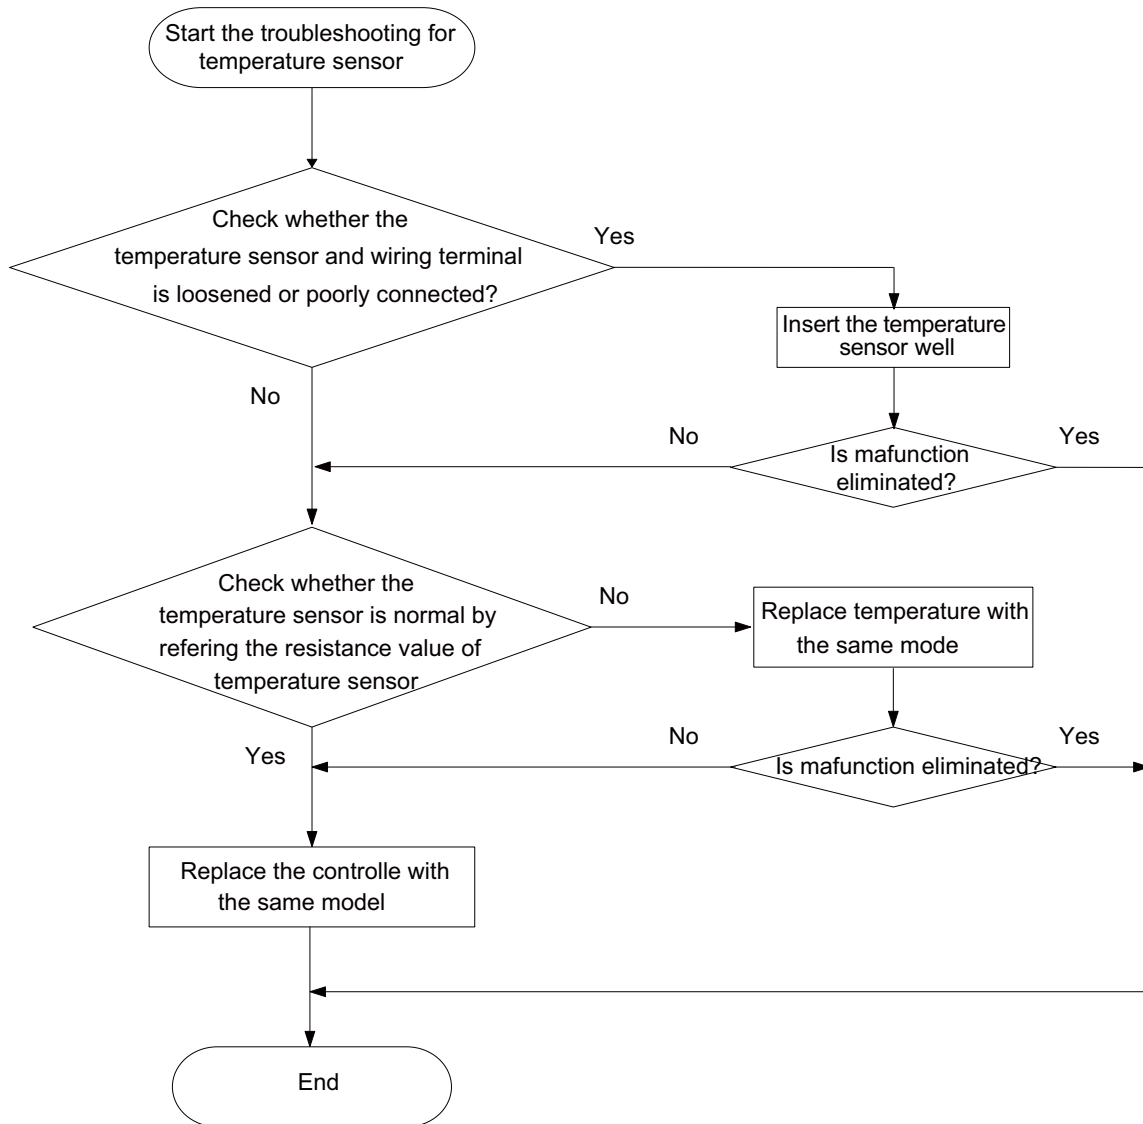 Start the troubleshooting for
temperature sensor
Check whether the
temperature sensor and wiring terminal
is loosened or poorly connected?
Yes
Insert the temperature
sensor well
No
No
Is mafunction
eliminated?
Yes
Check whether the
temperature sensor is normal by
refering the resistance value of
temperature sensor
No
Replace temperature with
the same mode
Yes
No
Is mafunction eliminated?
Yes
Replace the controlle with
the same model
End